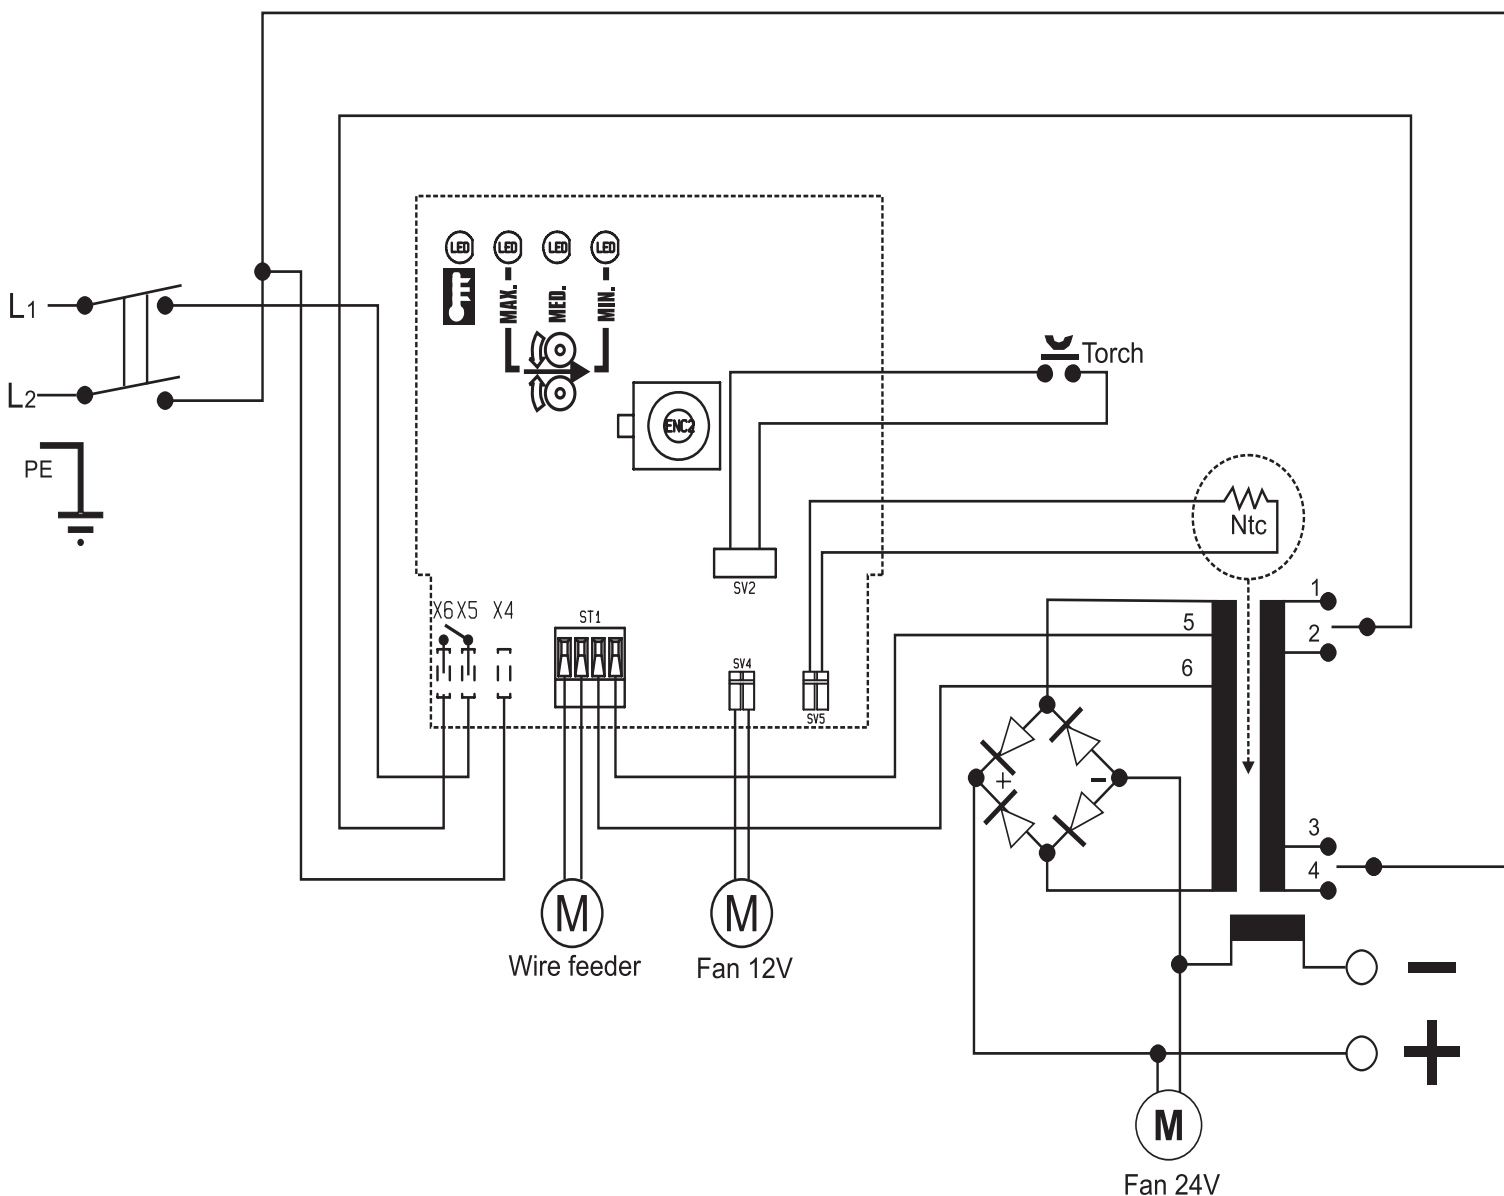 LED LED LED LED
MAX. MED. MIN.
L1
L2
PE
Torch
ENC2
Ntc
SV2
X6 X5 X4
ST1
SV4
SV5
1
5
2
6
+
-
3
4
M
M
Wire feeder
Fan 12V
-
+
M
Fan 24V